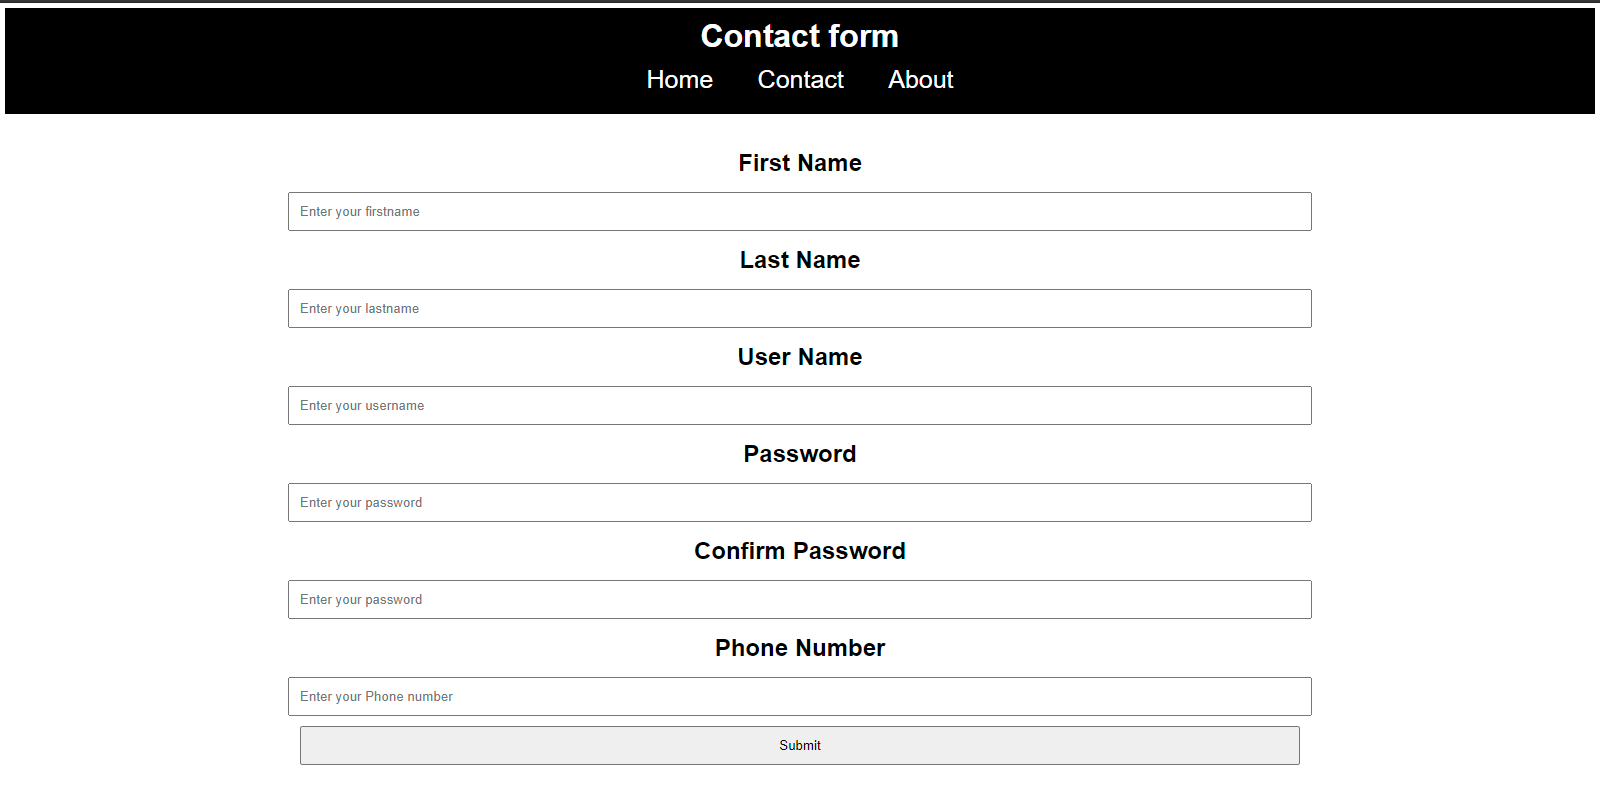 Contact form
Home Contact About
First Name
Enter your firstname
Last Name
Enter your lastname
User Name
Enter your username
Password
Enter your password
Confirm Password
Enter your password
Phone Number
Enter your Phone number
Submit